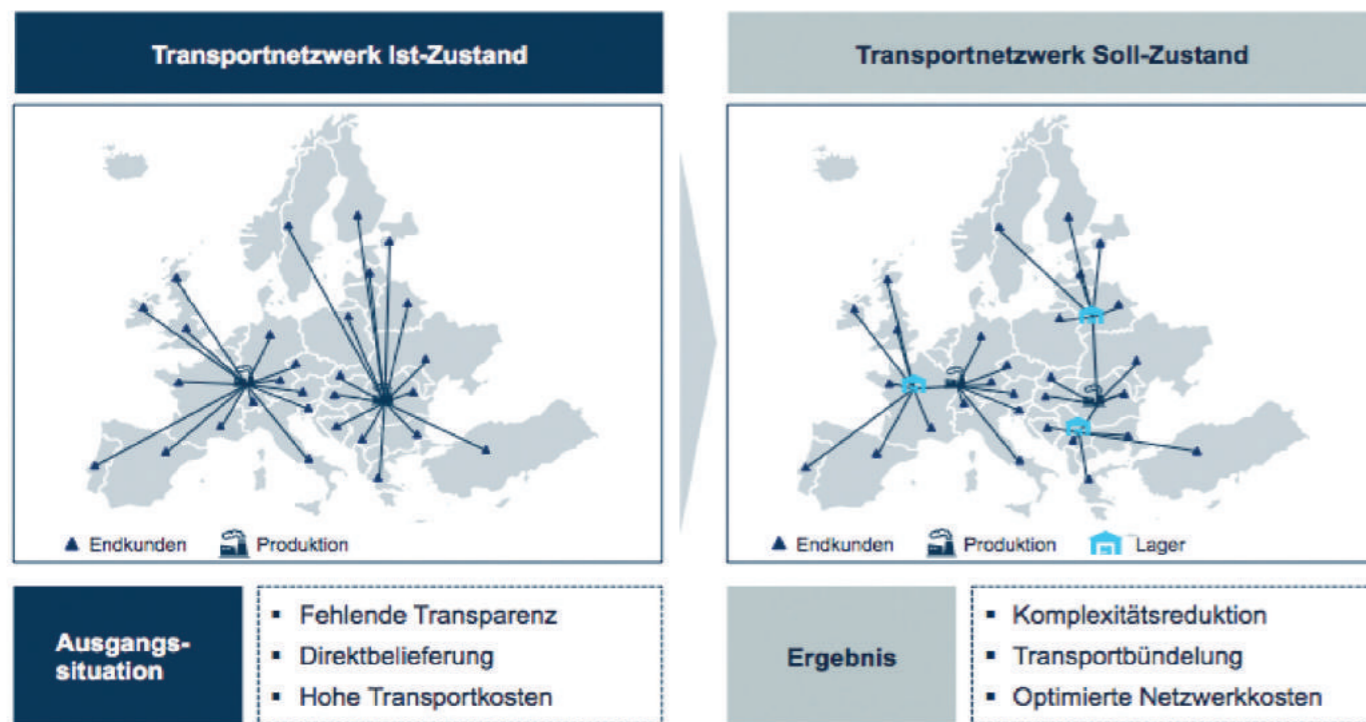 Transportnetzwerk Ist-Zustand
Transportnetzwerk Soll-Zustand
Endkunden
Produktion
Endkunden
Produktion
Lager
Ausgangs-
situation
Fehlende Transparenz
Direktbelieferung
Hohe Transportkosten
Ergebnis
Komplexitätsreduktion
Transportbündelung
Optimierte Netzwerkkosten